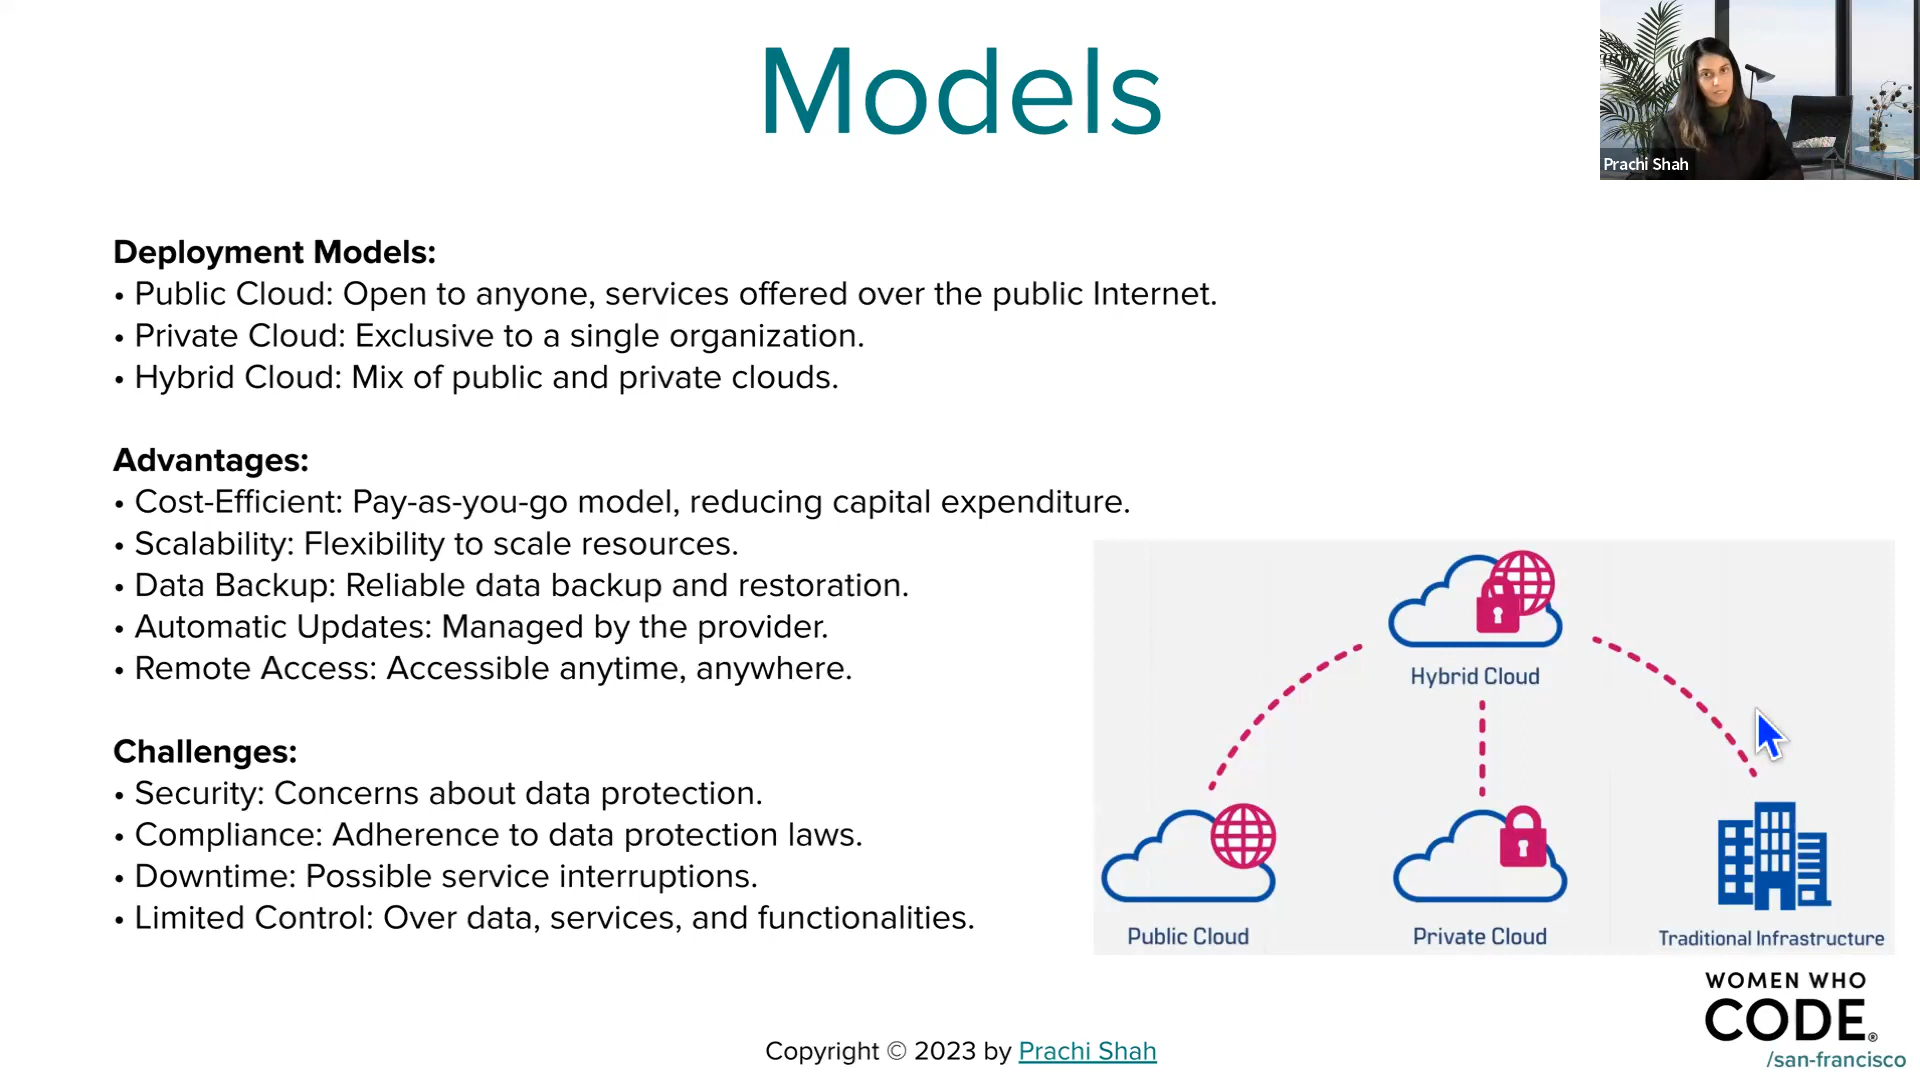 Models
Prachi Shah
Deployment Models:
• Public Cloud: Open to anyone, services offered over the public Internet.
• Private Cloud: Exclusive to a single organization.
• Hybrid Cloud: Mix of public and private clouds.
Advantages:
• Cost-Efficient: Pay-as-you-go model, reducing capital expenditure.
• Scalability: Flexibility to scale resources.
• Data Backup: Reliable data backup and restoration.
• Automatic Updates: Managed by the provider.
• Remote Access: Accessible anytime, anywhere.
Challenges:
• Security: Concerns about data protection.
• Compliance: Adherence to data protection laws.
• Downtime: Possible service interruptions.
• Limited Control: Over data, services, and functionalities.
Hybrid Cloud
Public Cloud
Private Cloud
Traditional Infrastructure
WOMEN WHO
CODE®
/san-francisco
Copyright © 2023 by Prachi Shah